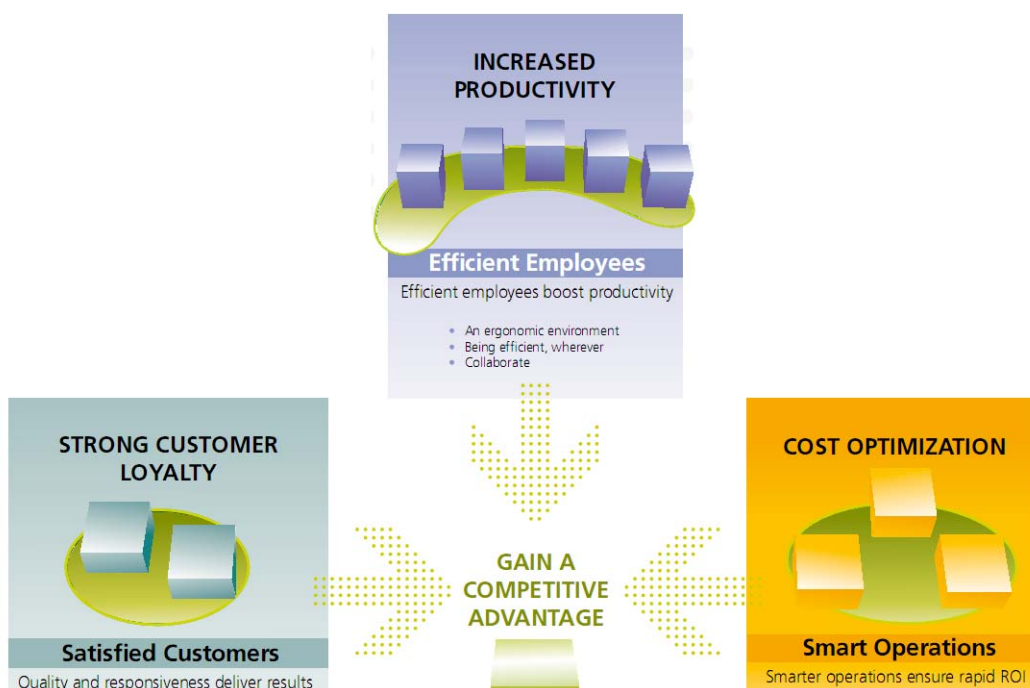 INCREASED
PRODUCTIVITY
Efficient Employees
Efficient employees boost productivity
• An ergonomic environment
• Being efficient, wherever
• Collaborate
STRONG CUSTOMER
LOYALTY
Satisfied Customers
Quality and responsiveness deliver results
GAIN A
COMPETITIVE
ADVANTAGE
COST OPTIMIZATION
Smart Operations
Smarter operations ensure rapid ROI